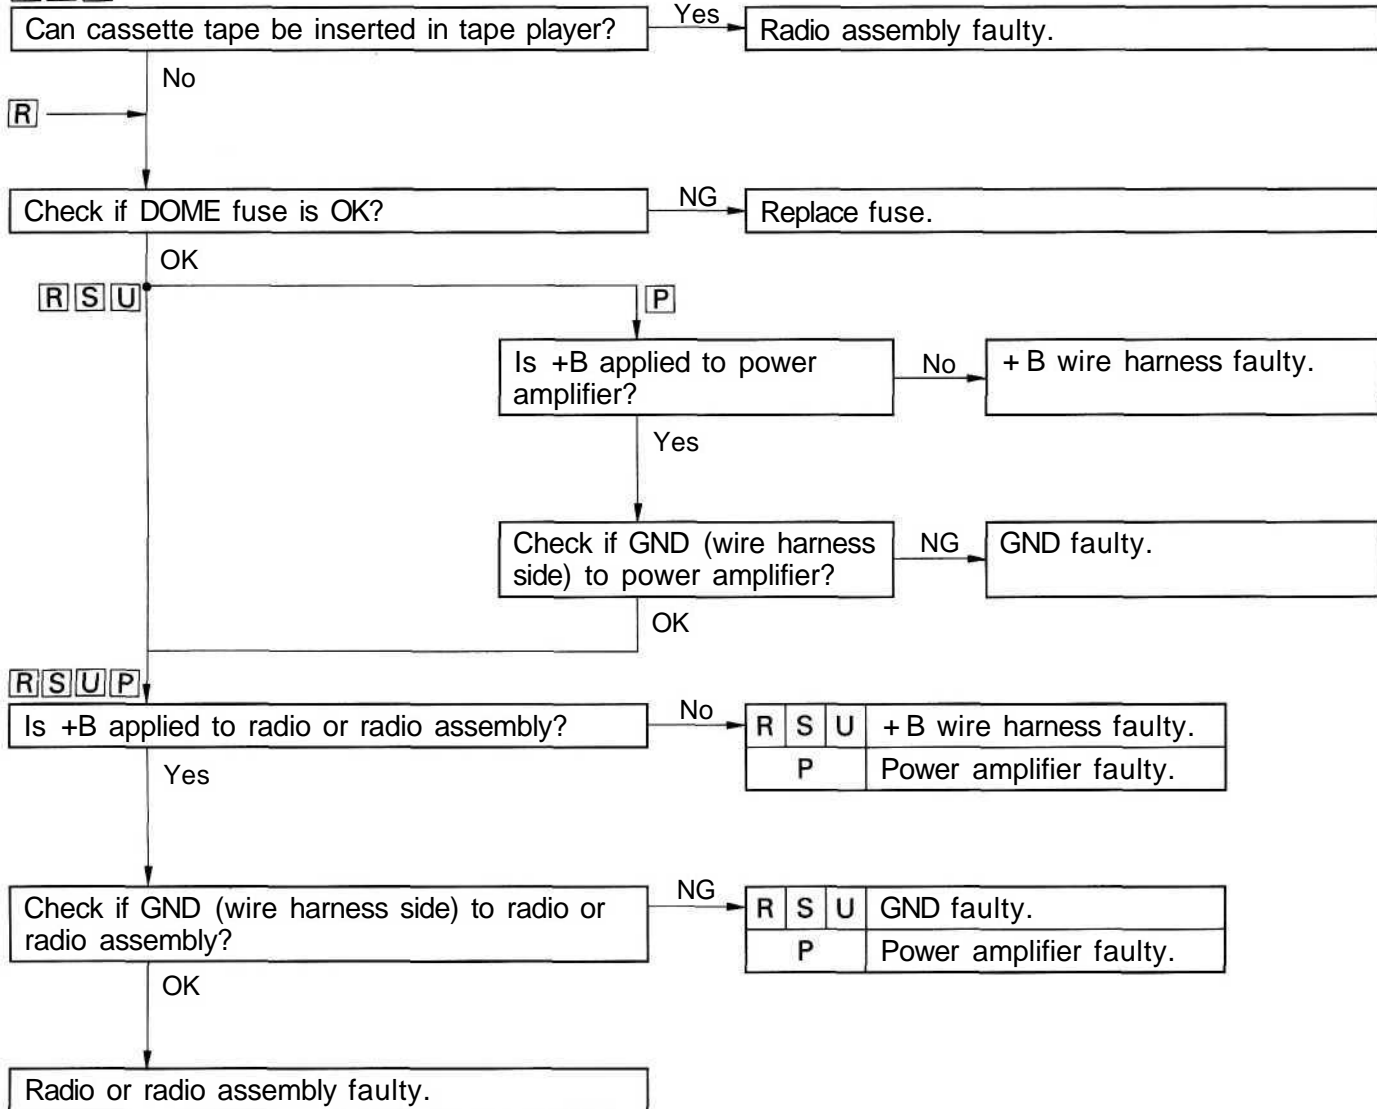 Can cassette tape be inserted in tape player?
Yes
Radio assembly faulty.
No
R
Check if DOME fuse is OK?
NG
Replace fuse.
OK
R S U
P
Is +B applied to power
amplifier?
No
+ B wire harness faulty.
Yes
Check if GND (wire harness
side) to power amplifier?
NG
GND faulty.
OK
R S U P
Is +B applied to radio or radio assembly?
No
R S U + B wire harness faulty.
P Power amplifier faulty.
Yes
Check if GND (wire harness side) to radio or
radio assembly?
NG
R S U GND faulty.
P Power amplifier faulty.
OK
Radio or radio assembly faulty.